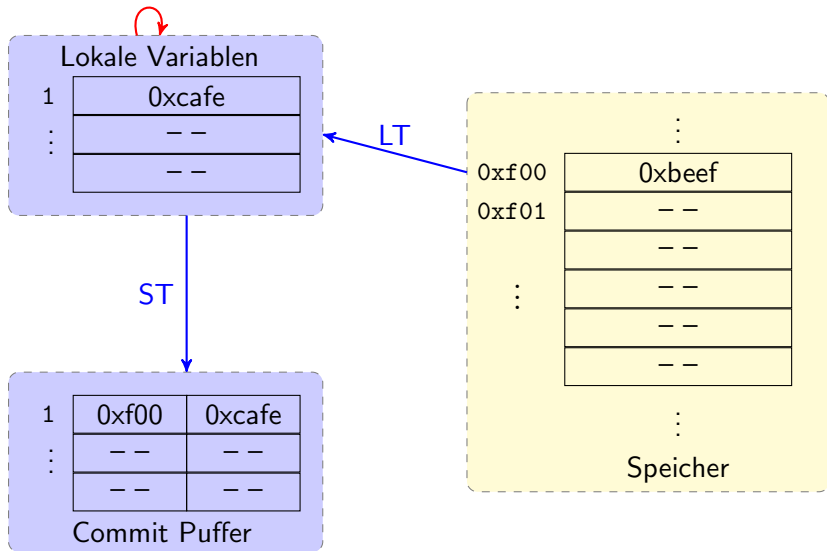 Lokale Variablen
1 0xcafe
⋮ – –
– –
LT
ST
⋮
0xf00 0xbeef
0xf01 – –
– –
⋮ – –
– –
– –
⋮
Speicher
1 0xf00 0xcafe
⋮ – – – –
– – – –
Commit Puffer